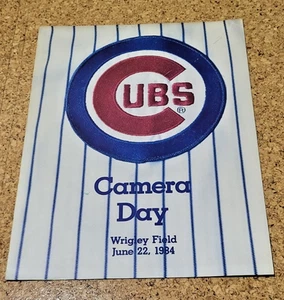 CUBS
®
Camera
Day
Wrigley Field
June 22, 1984